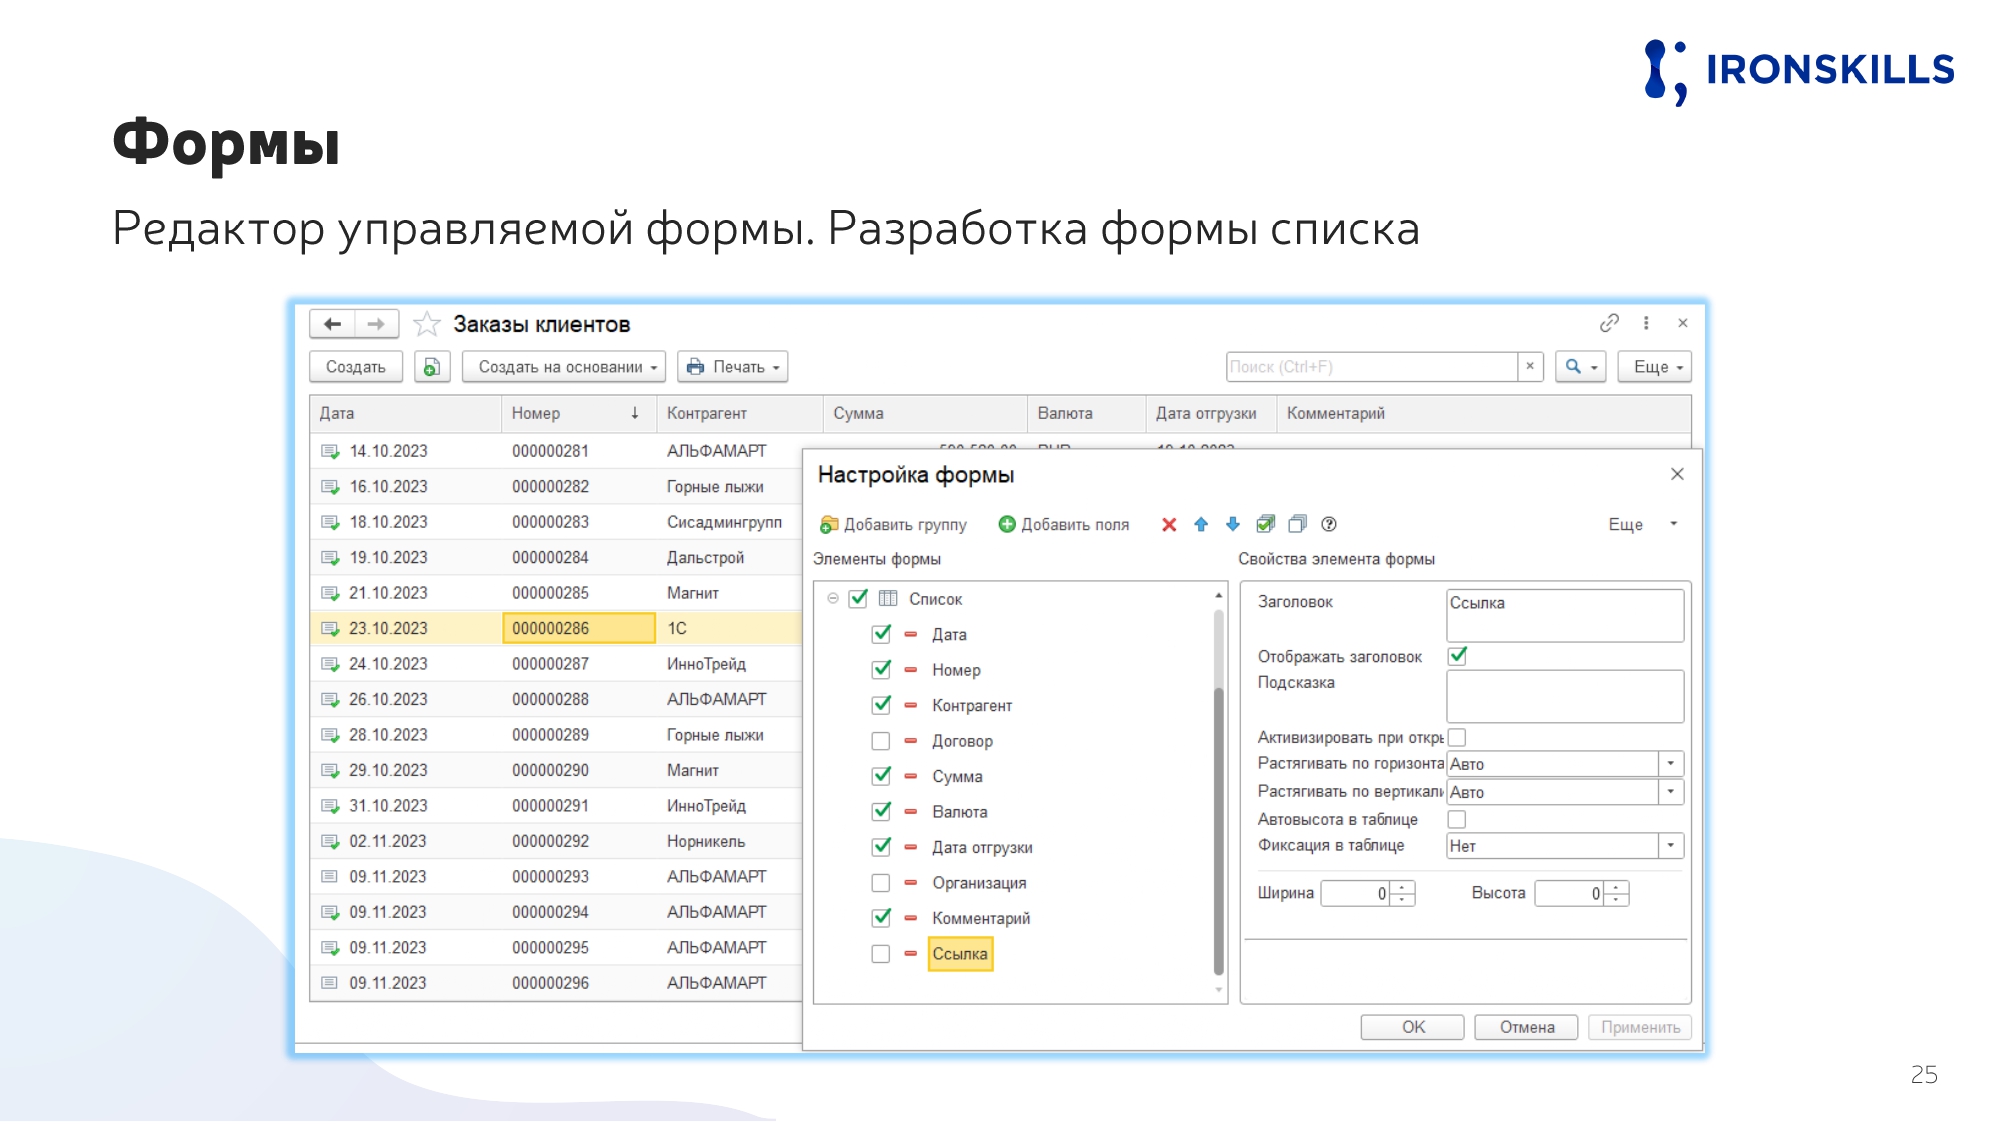 IRONSKILLS
Формы
Редактор управляемой формы. Разработка формы списка
Заказы клиентов
Создать Создать на основании Печать Поиск (Ctrl+F) Еще
Дата Номер Контрагент Сумма Валюта Дата отгрузки Комментарий
14.10.2023 000000281 АЛЬФАМАРТ
16.10.2023 000000282 Горные лыжи
18.10.2023 000000283 Сисадмингрупп
19.10.2023 000000284 Дальстрой
21.10.2023 000000285 Магнит
23.10.2023 000000286 1С
24.10.2023 000000287 ИнноТрейд
26.10.2023 000000288 АЛЬФАМАРТ
28.10.2023 000000289 Горные лыжи
29.10.2023 000000290 Магнит
31.10.2023 000000291 ИнноТрейд
02.11.2023 000000292 Норникель
09.11.2023 000000293 АЛЬФАМАРТ
09.11.2023 000000294 АЛЬФАМАРТ
09.11.2023 000000295 АЛЬФАМАРТ
09.11.2023 000000296 АЛЬФАМАРТ
Настройка формы
Добавить группу Добавить поля Еще
Элементы формы
Список
Дата
Номер
Контрагент
Договор
Сумма
Валюта
Дата отгрузки
Организация
Комментарий
Ссылка
Свойства элемента формы
Заголовок Ссылка
Отображать заголовок
Подсказка
Активизировать при откры
Растягивать по горизонта Авто
Растягивать по вертикали Авто
Автовысота в таблице
Фиксация в таблице Нет
Ширина 0 Высота 0
ОК Отмена Применить
25